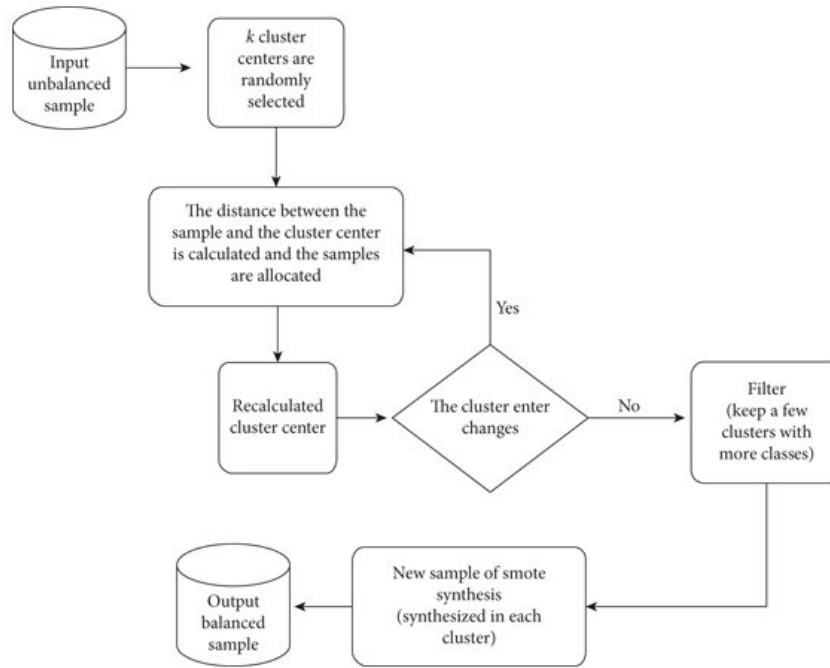 Input
unbalanced
sample
k cluster
centers are
randomly
selected
The distance between the
sample and the cluster center
is calculated and the samples
are allocated
Yes
Recalculated
cluster center
The cluster enter
changes
No
Filter
(keep a few
clusters with
more classes)
New sample of smote
synthesis
(synthesized in each
cluster)
Output
balanced
sample